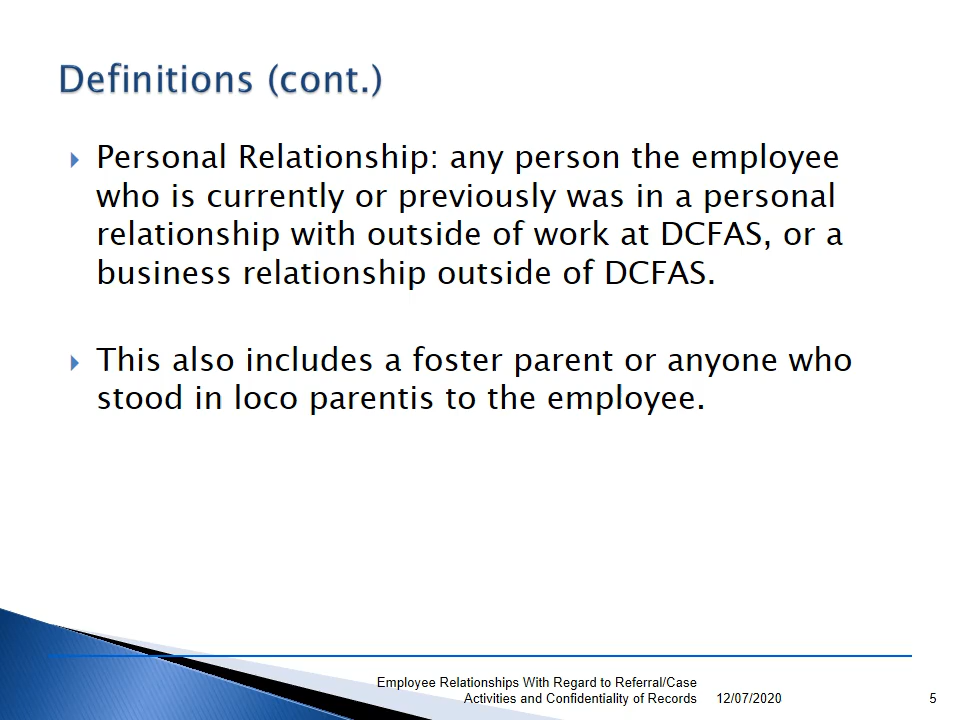 Definitions (cont.)
Personal Relationship: any person the employee
who is currently or previously was in a personal
relationship with outside of work at DCFAS, or a
business relationship outside of DCFAS.
This also includes a foster parent or anyone who
stood in loco parentis to the employee.
Employee Relationships With Regard to Referral/Case
Activities and Confidentiality of Records 12/07/2020 5